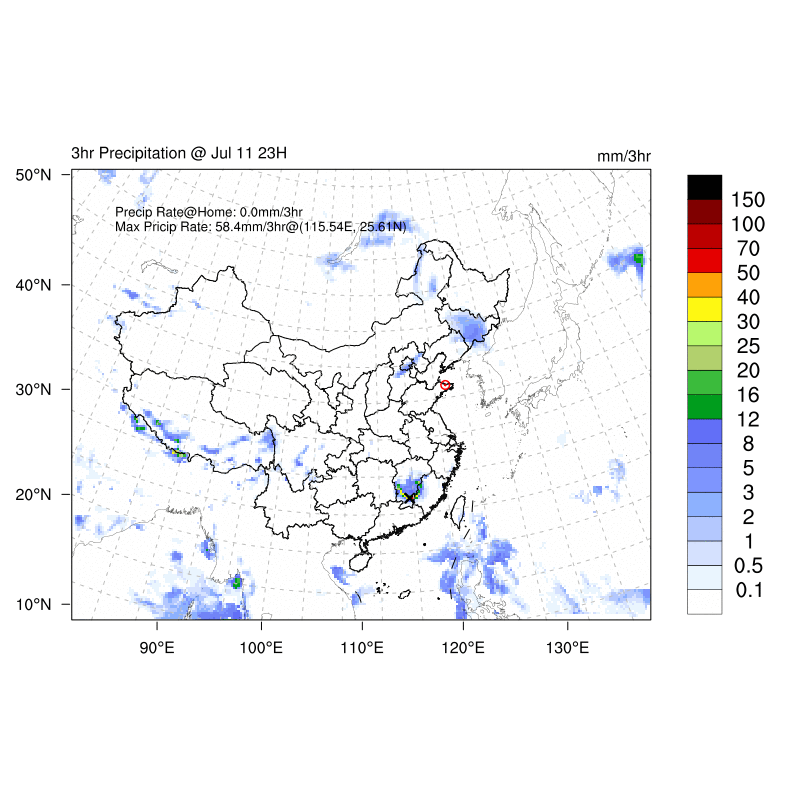 3hr Precipitation @ Jul 11 23H
mm/3hr
Precip Rate@Home: 0.0mm/3hr
Max Pricip Rate: 58.4mm/3hr@(115.54E, 25.61N)
50°N
40°N
30°N
20°N
10°N
90°E
100°E
110°E
120°E
130°E
150
100
70
50
40
30
25
20
16
12
8
5
3
2
1
0.5
0.1